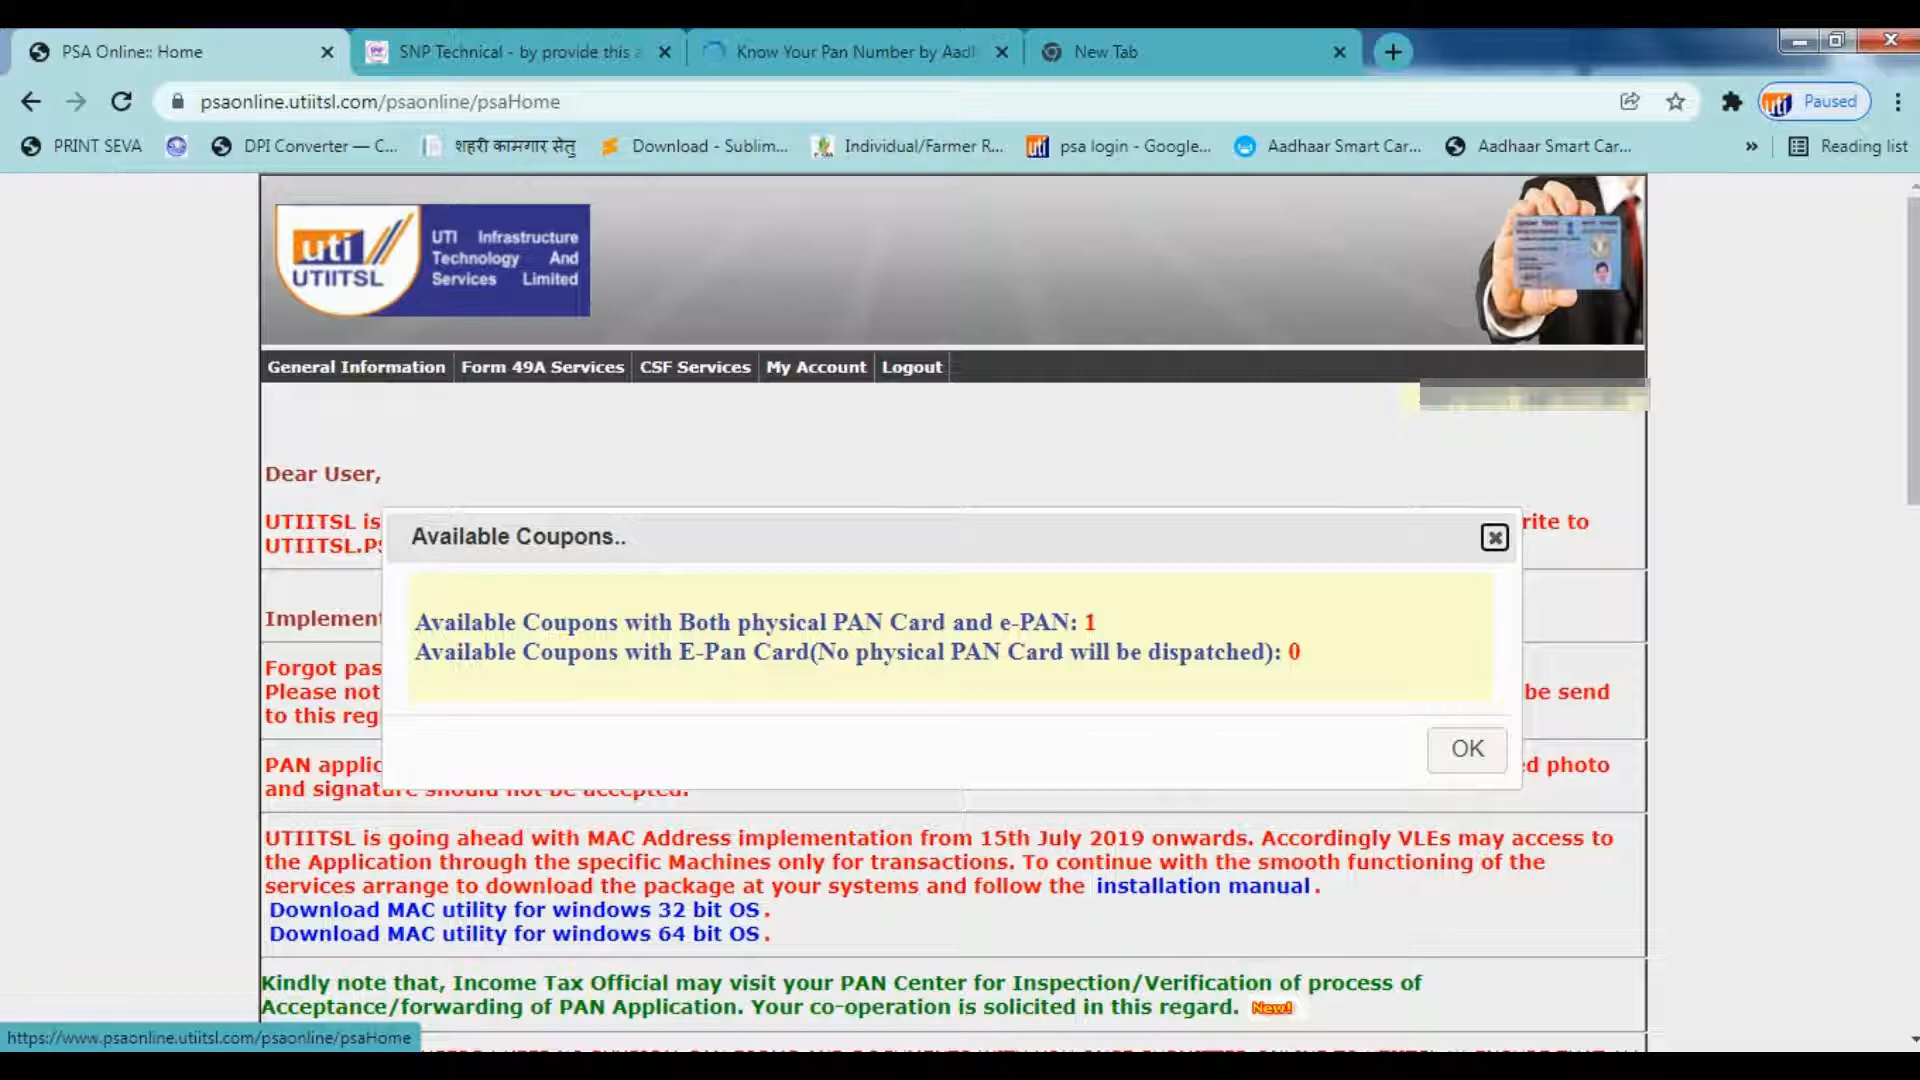 PSA Online:: Home
SNP Technical - by provide this a
Know Your Pan Number by Aadl
New Tab
psaonline.utiitsl.com/psaonline/psaHome
uti Paused
PRINT SEVA
DPI Converter — C...
शहरी कामगार सेतु
Download - Sublim...
Individual/Farmer R...
uti psa login - Google...
Aadhaar Smart Car...
Aadhaar Smart Car...
»
Reading list
uti
UTIITSL
UTI Infrastructure
Technology And
Services Limited
General Information Form 49A Services CSF Services My Account Logout
Dear User,
UTIITSL is rite to
UTIITSL.PS
Available Coupons..
Available Coupons with Both physical PAN Card and e-PAN: 1
Available Coupons with E-Pan Card(No physical PAN Card will be dispatched): 0
OK
Implement
Forgot pas
Please not be send
to this reg
PAN applic d photo
and signature should not be accepted.
UTIITSL is going ahead with MAC Address implementation from 15th July 2019 onwards. Accordingly VLEs may access to
the Application through the specific Machines only for transactions. To continue with the smooth functioning of the
services arrange to download the package at your systems and follow the installation manual.
Download MAC utility for windows 32 bit OS.
Download MAC utility for windows 64 bit OS.
Kindly note that, Income Tax Official may visit your PAN Center for Inspection/Verification of process of
Acceptance/forwarding of PAN Application. Your co-operation is solicited in this regard. New!
https://www.psaonline.utiitsl.com/psaonline/psaHome